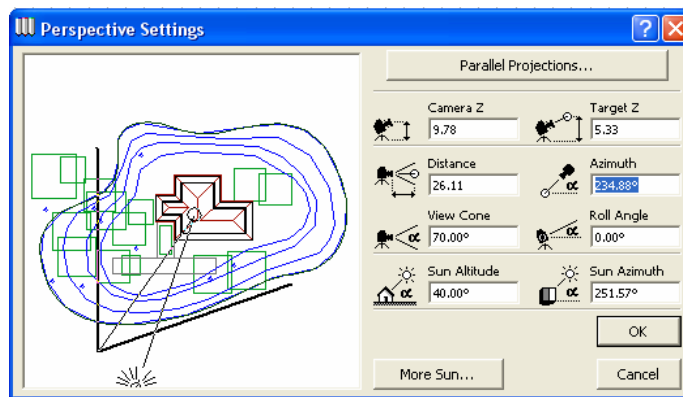 Perspective Settings
Parallel Projections...
Camera Z
Target Z
9.78
5.33
Distance
Azimuth
26.11
234.88°
α
View Cone
Roll Angle
70.00°
0.00°
α
α
Sun Altitude
Sun Azimuth
40.00°
251.57°
α
α
OK
More Sun...
Cancel